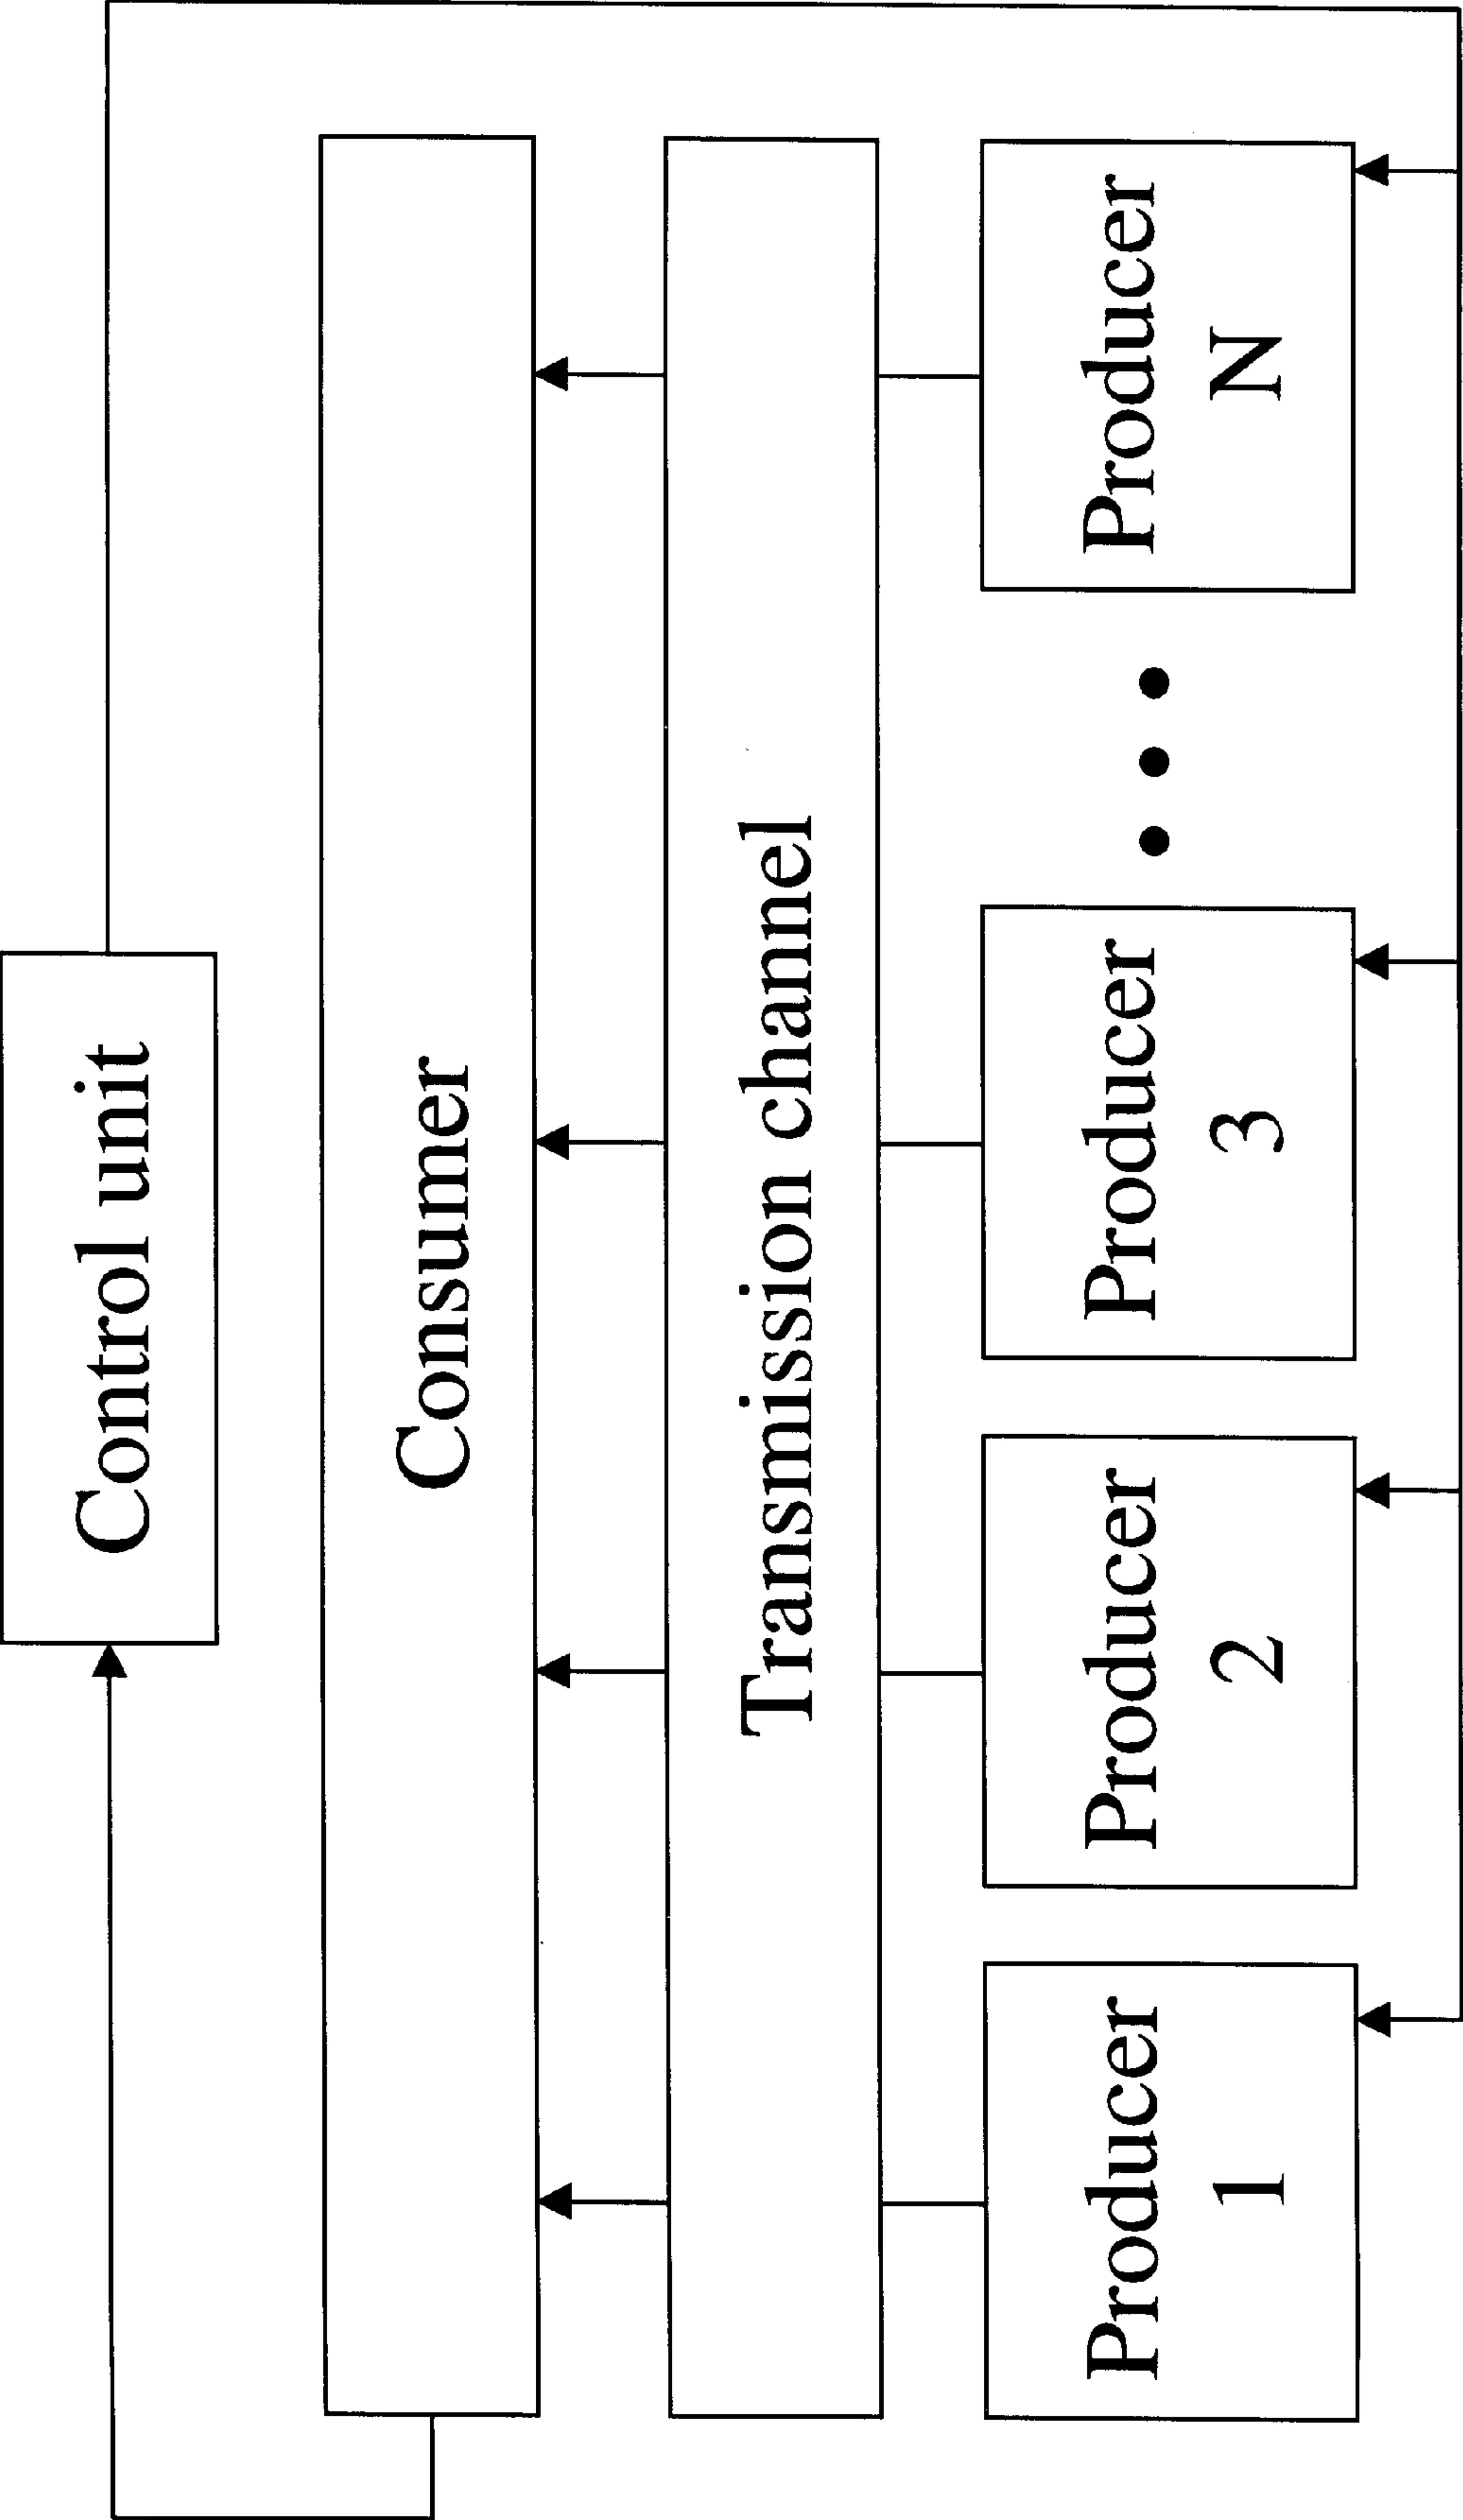 Control unit
Consumer
Transmission channel
Producer
1
Producer
2
Producer
3
Producer
N